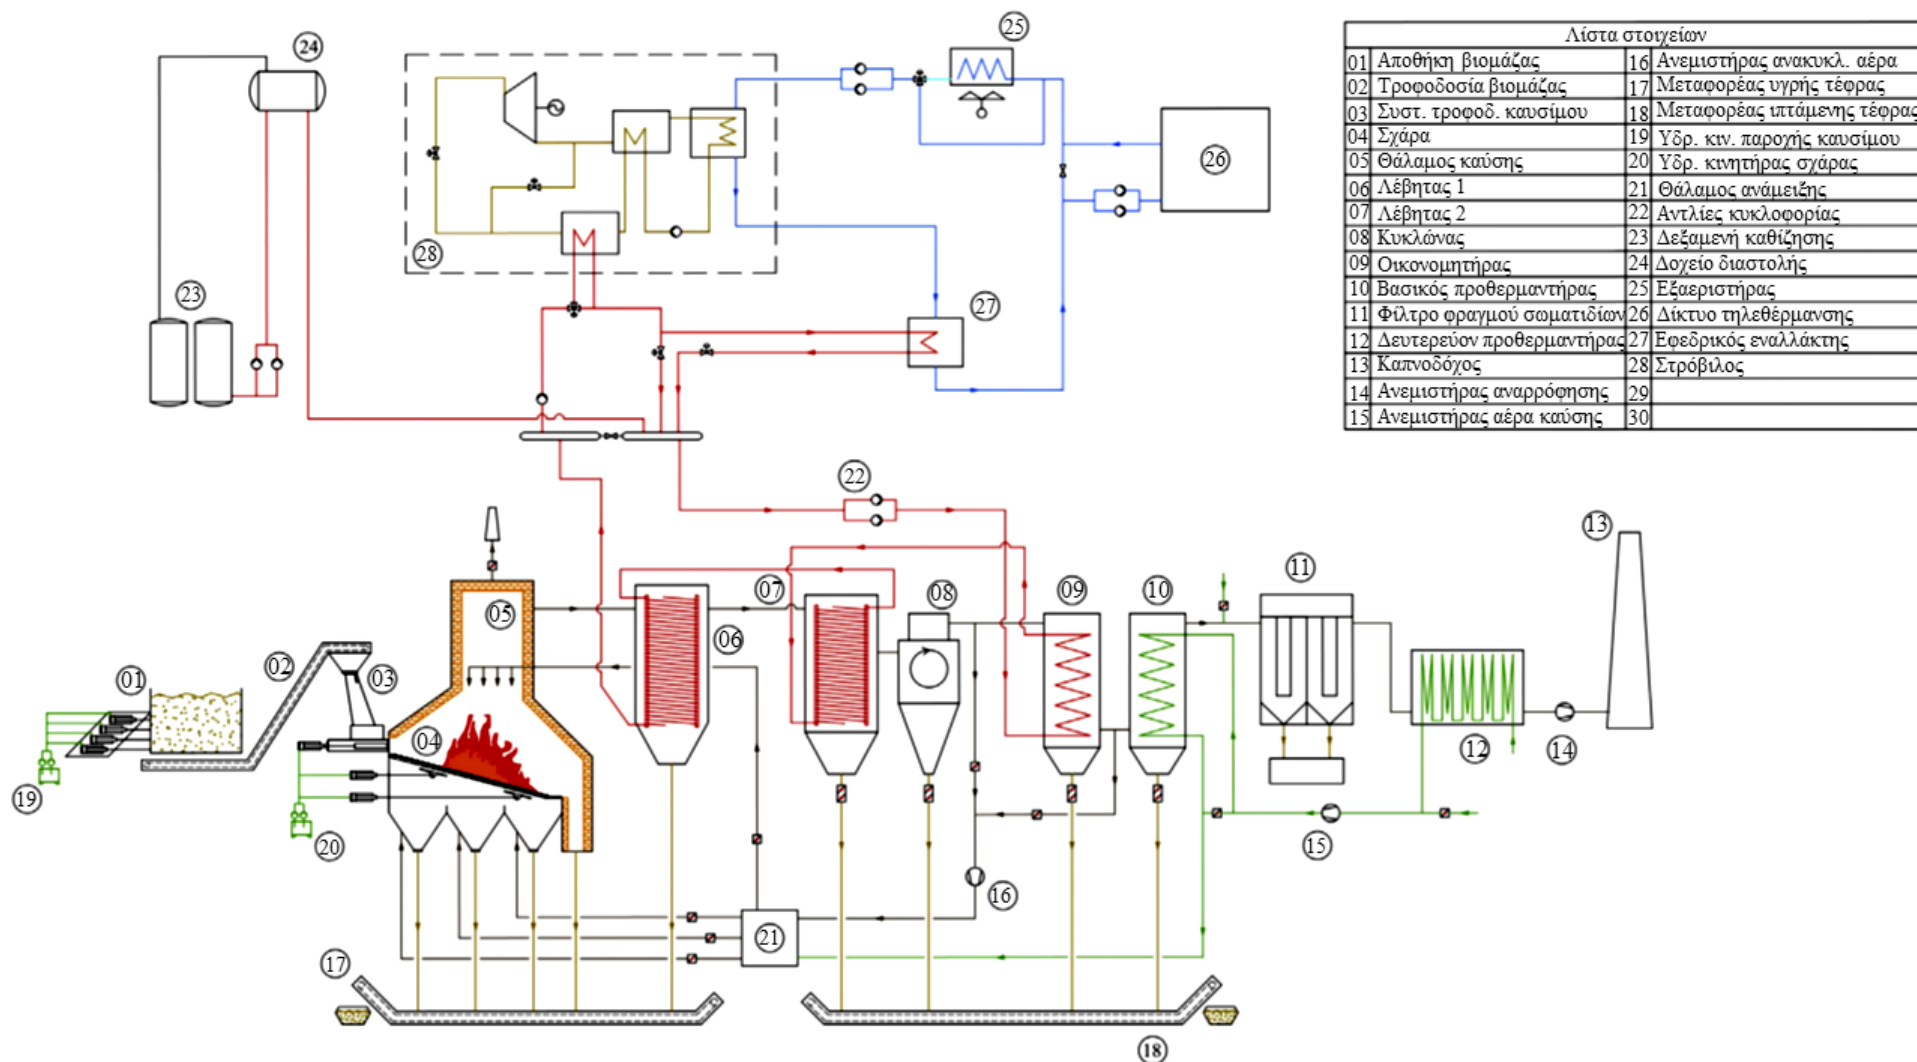 Λίστα στοιχείων
01 Αποθήκη βιομάζας 16 Ανεμιστήρας ανακυκλ. αέρα
02 Τροφοδοσία βιομάζας 17 Μεταφορέας υγρής τέφρας
03 Συστ. τροφοδ. καυσίμου 18 Μεταφορέας ιπτάμενης τέφρας
04 Σχάρα 19 Υδρ. κιν. παροχής καυσίμου
05 Θάλαμος καύσης 20 Υδρ. κινητήρας σχάρας
06 Λέβητας 1 21 Θάλαμος ανάμειξης
07 Λέβητας 2 22 Αντλίες κυκλοφορίας
08 Κυκλώνας 23 Δεξαμενή καθίζησης
09 Οικονομητήρας 24 Δοχείο διαστολής
10 Βασικός προθερμαντήρας 25 Εξαεριστήρας
11 Φίλτρο φραγμού σωματιδίων 26 Δίκτυο τηλεθέρμανσης
12 Δευτερεύον προθερμαντήρας 27 Εφεδρικός εναλλάκτης
13 Καπνοδόχος 28 Στρόβιλος
14 Ανεμιστήρας αναρρόφησης 29
15 Ανεμιστήρας αέρα καύσης 30
24
25
26
28
23
27
22
13
11
10
09
08
07
05
06
02
01
03
04
12
14
19
20
15
16
21
17
18